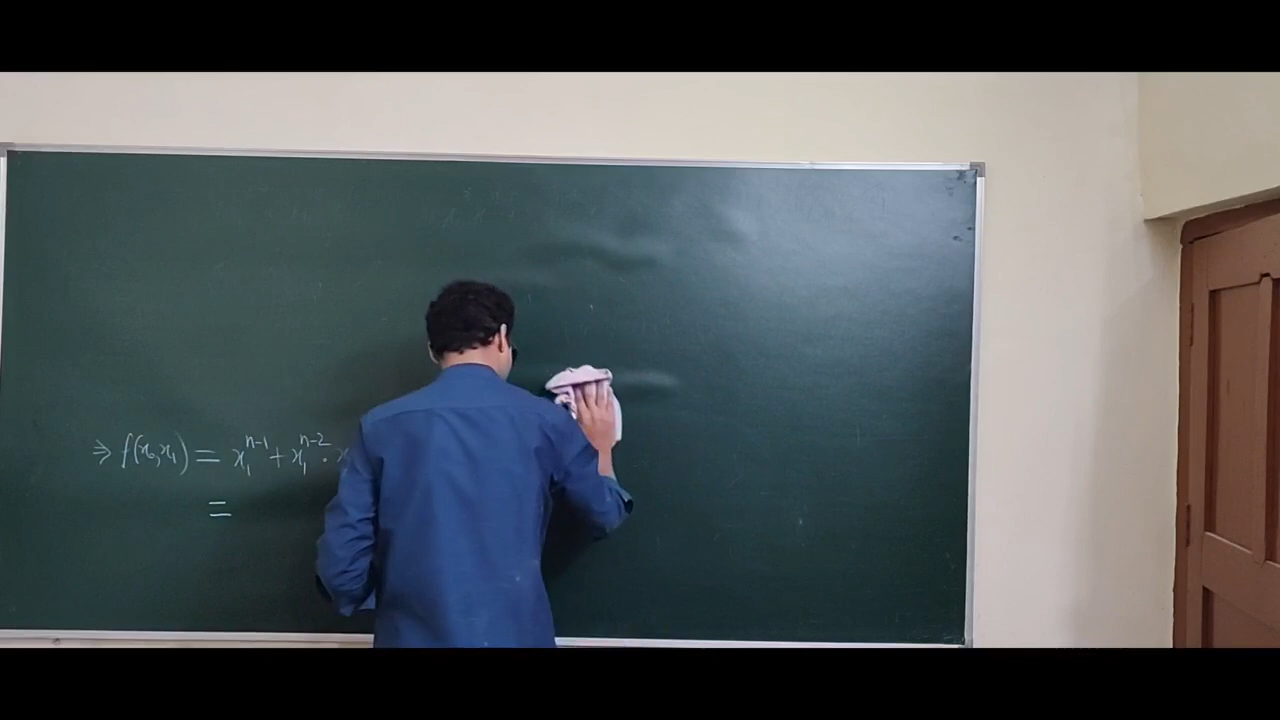 ⇒ f(x₀,x₁) = x₁ⁿ⁻¹ + x₁ⁿ⁻² · x
=